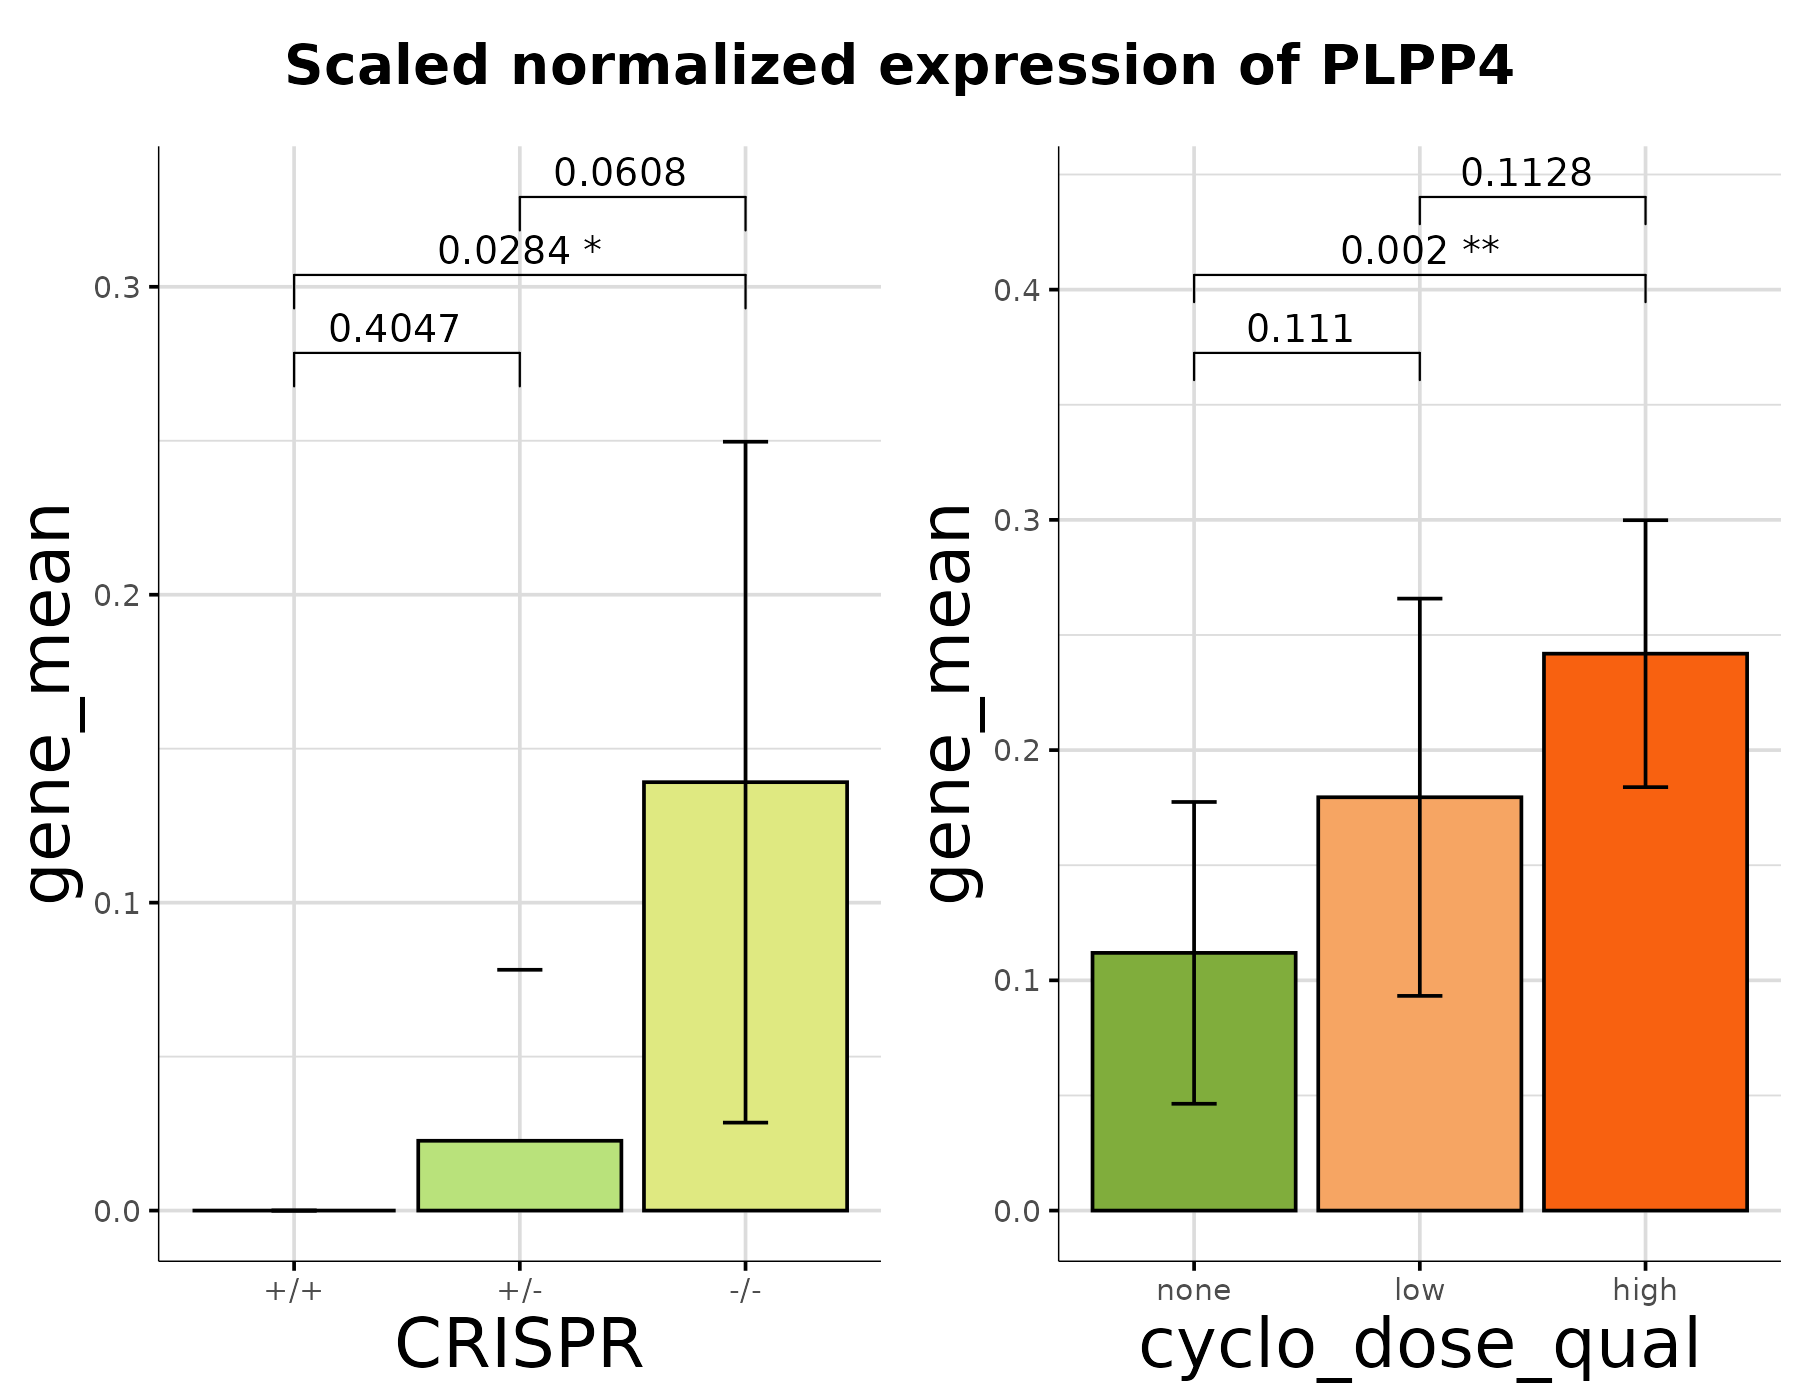 Scaled normalized expression of PLPP4
gene_mean
0.3
0.2
0.1
0.0
0.0608
0.0284 *
0.4047
+/+ +/- -/-
CRISPR
gene_mean
0.4
0.3
0.2
0.1
0.0
0.1128
0.002 **
0.111
none low high
cyclo_dose_qual